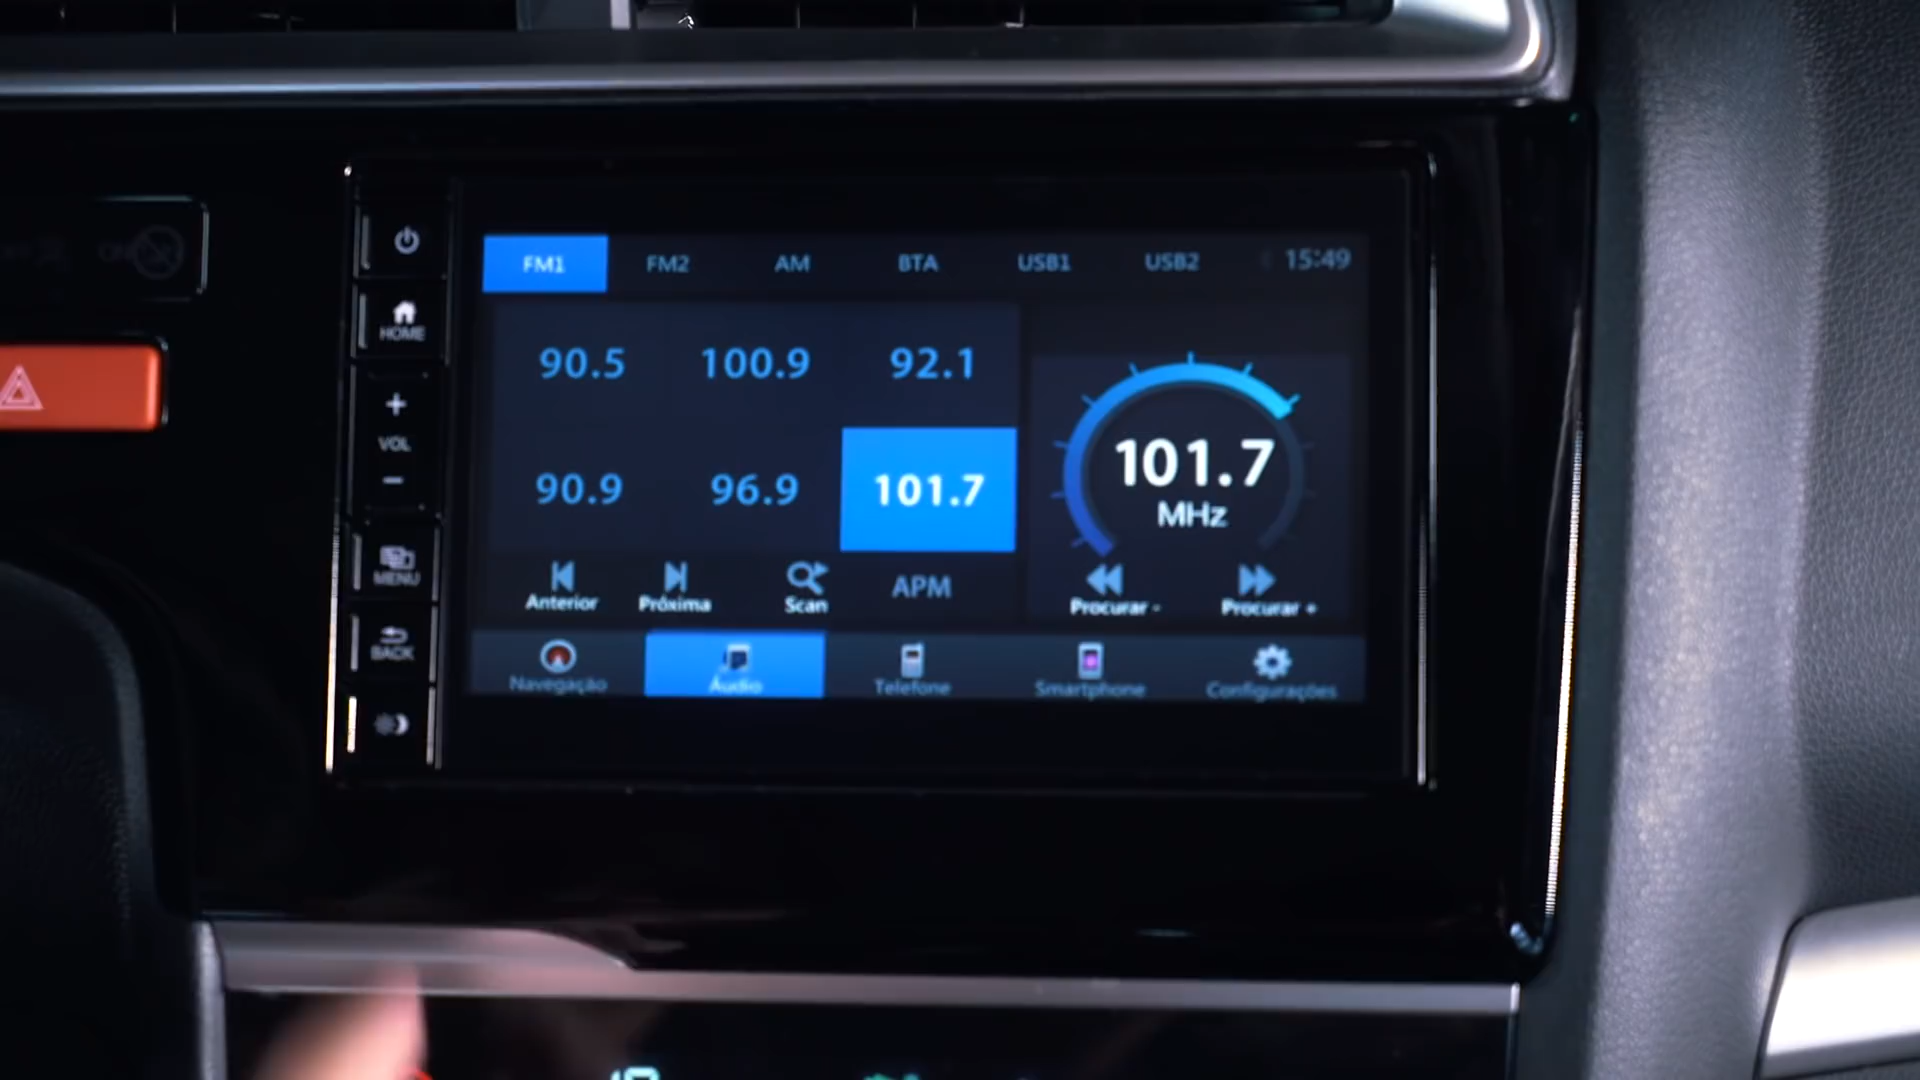 FM1 FM2 AM BTA USB1 USB2 15:49
90.5 100.9 92.1
90.9 96.9 101.7
101.7
MHz
Anterior Próxima Scan APM
Procurar - Procurar +
Navegação Áudio Telefone Smartphone Configurações
HOME
+
VOL
-
MENU
BACK